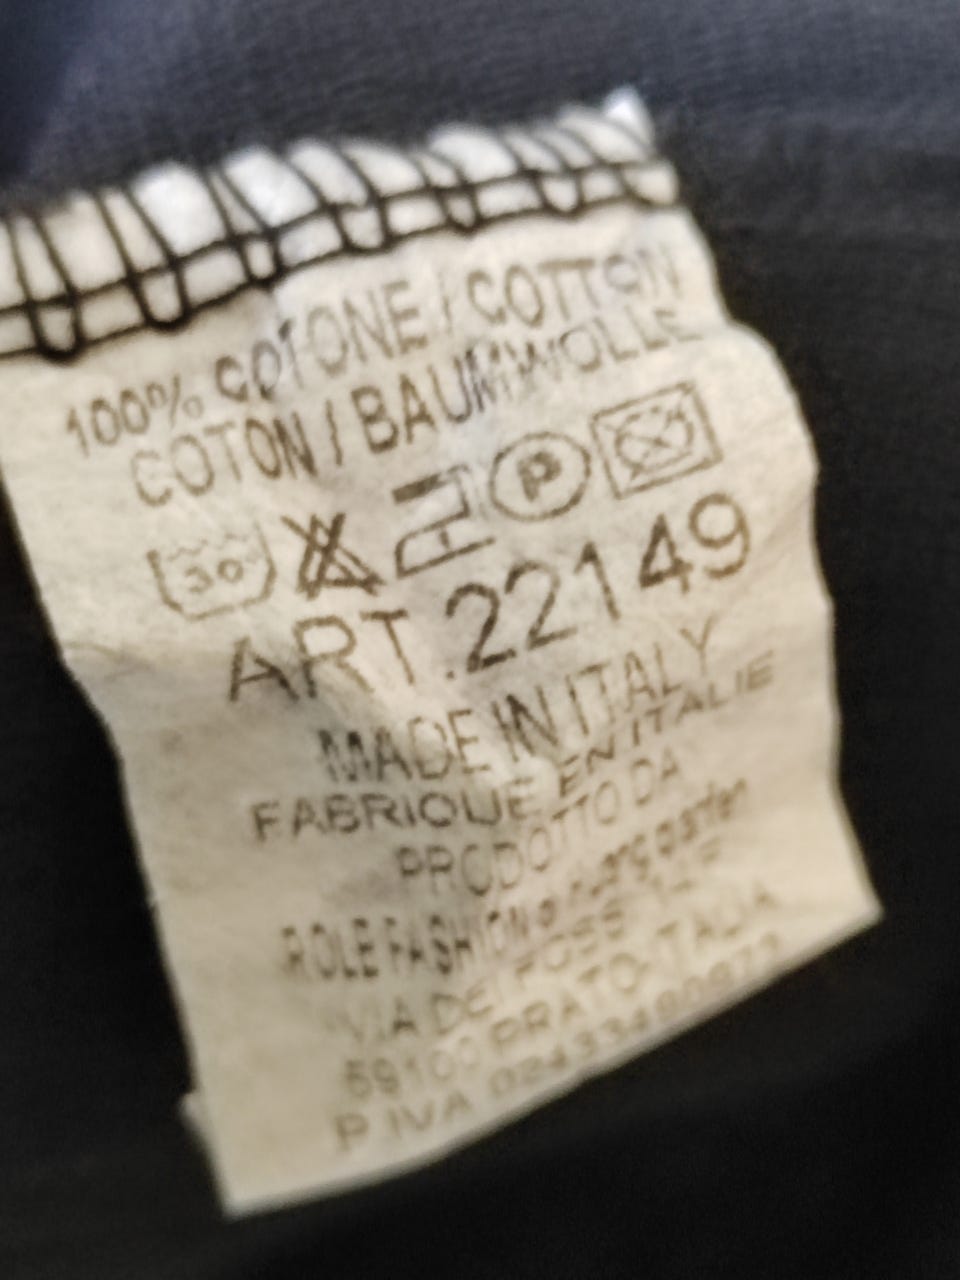 100% COTONE / COTTON
COTON / BAUMWOLLE
30 P
ART.22149
MADE IN ITALY
FABRIQUE EN ITALIE
PRODOTTO DA
ROLE FASHION
VIA DEI FOSSI
59100 PRATO-ITALIA
P.IVA